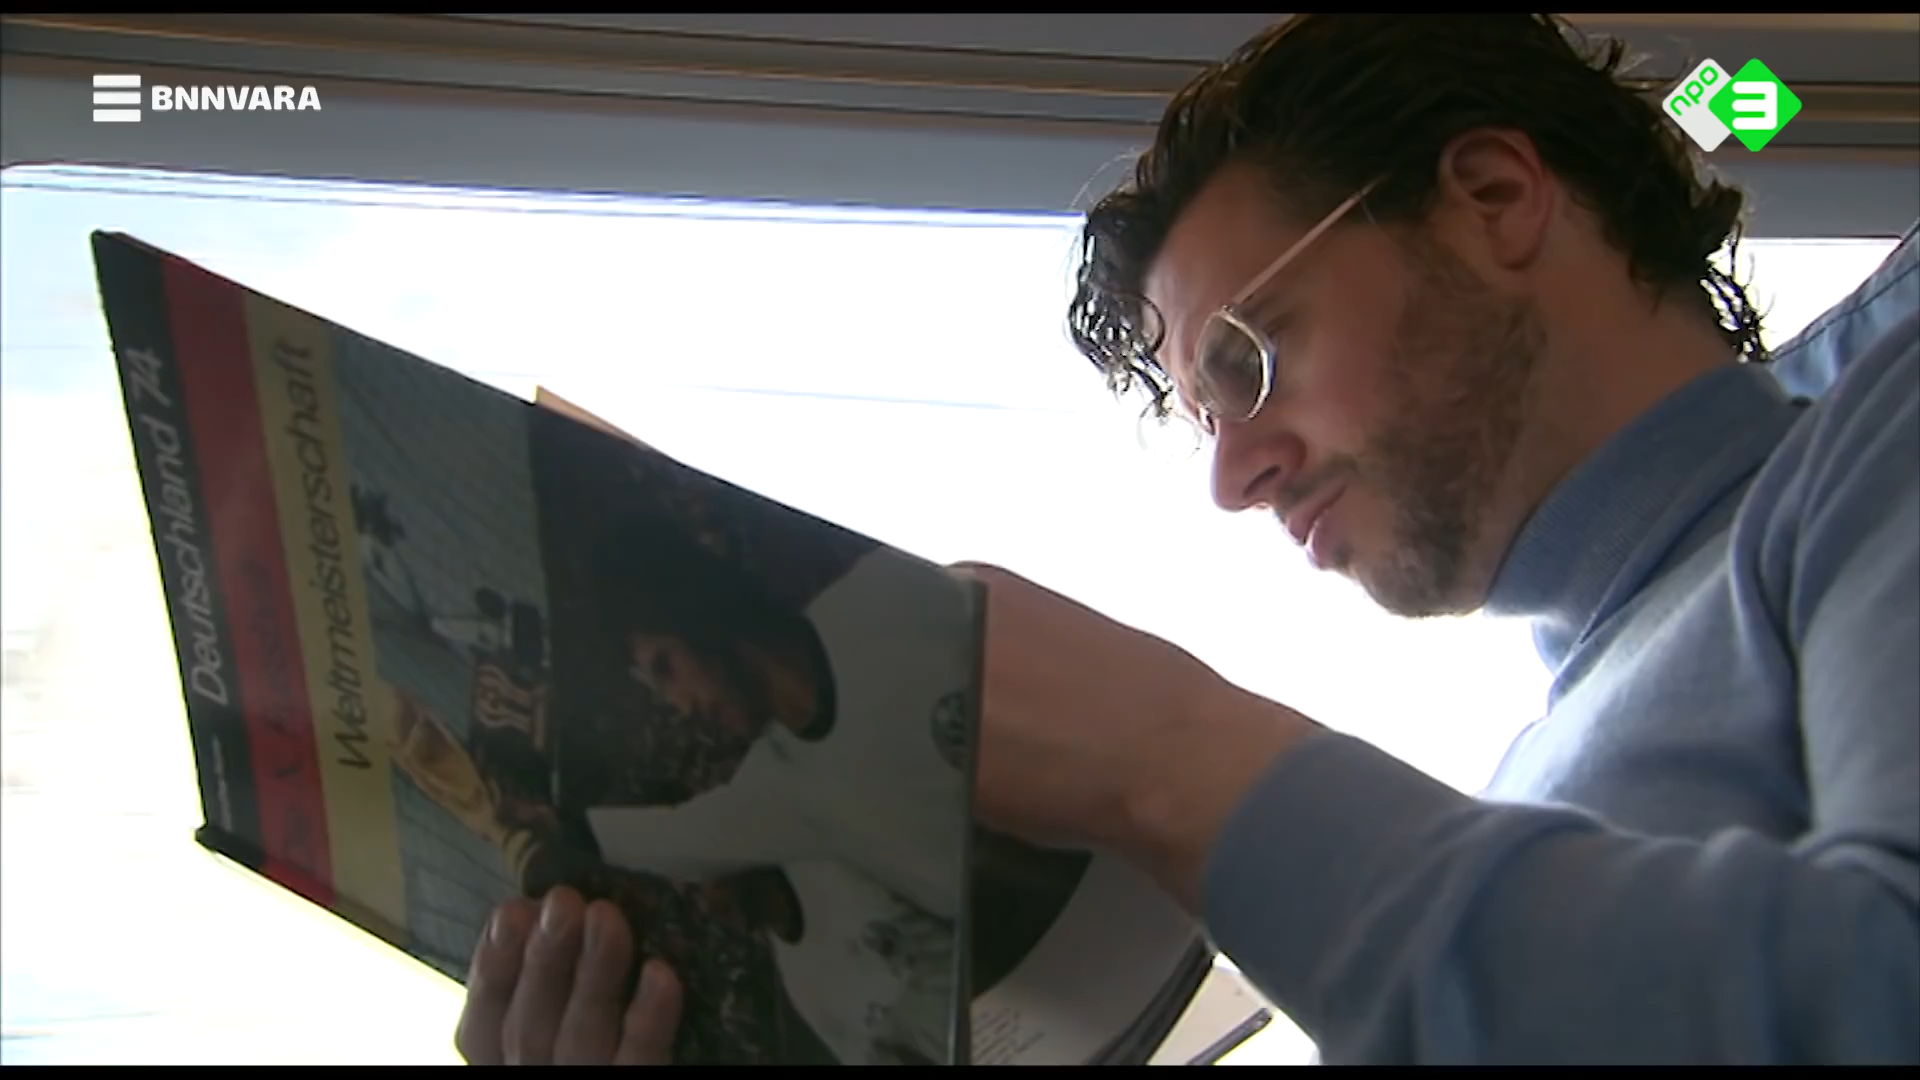 BNNVARA
npo
3
Deutschland 74
Weltmeisterschaft